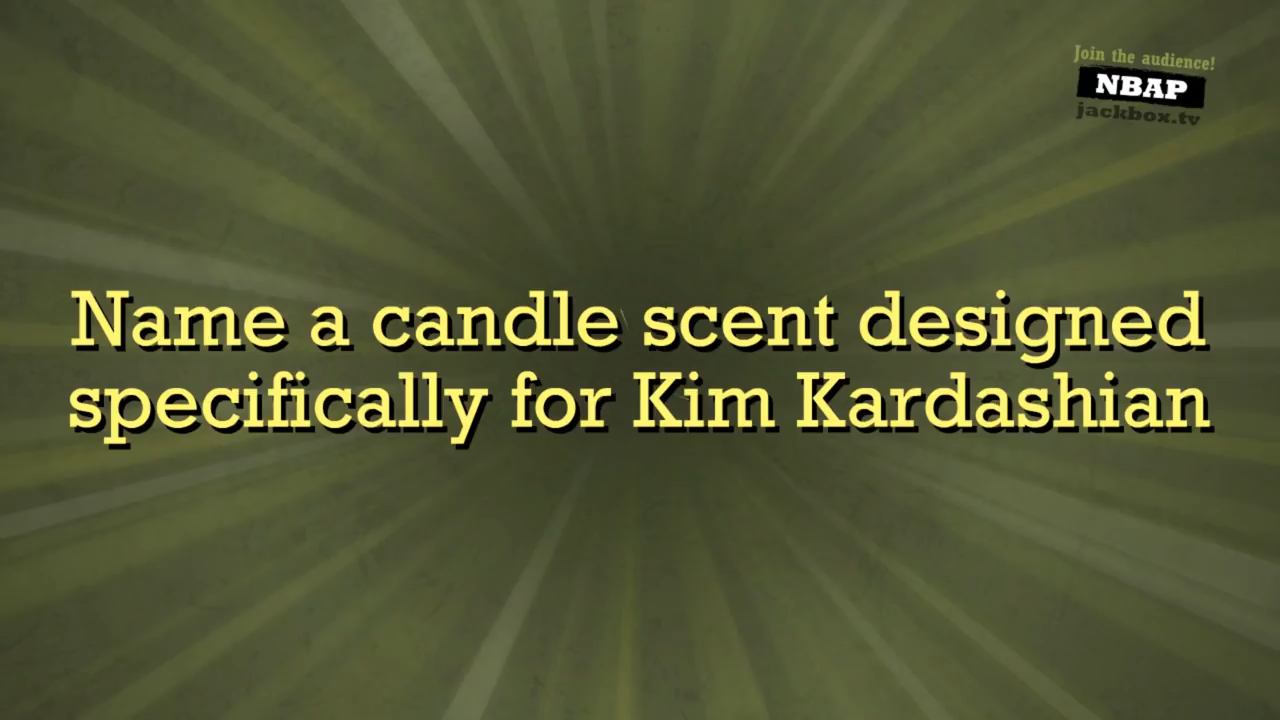 Join the audience!
NBAP
jackbox.tv
Name a candle scent designed
specifically for Kim Kardashian